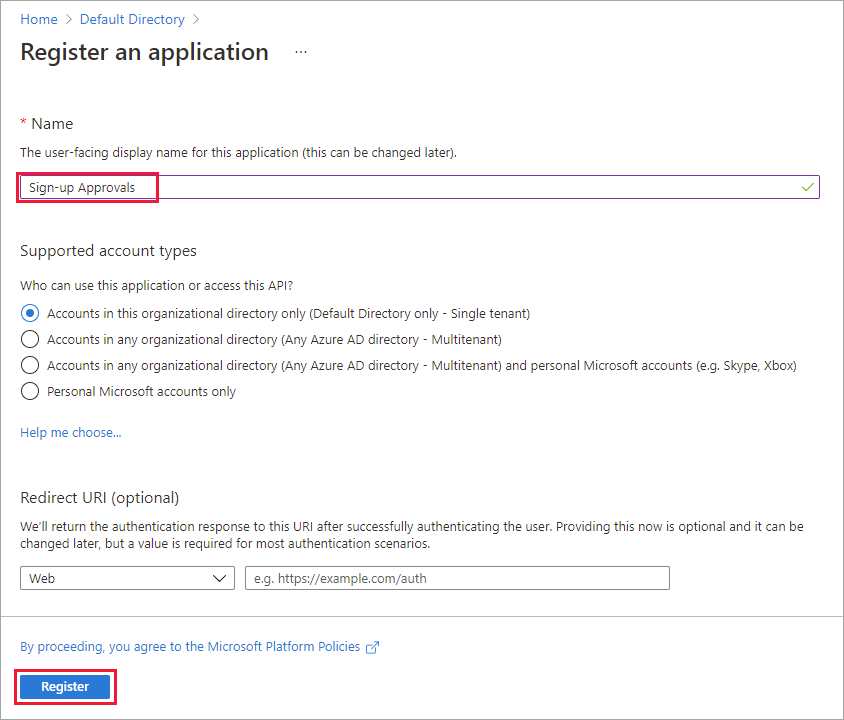 Home > Default Directory >
Register an application ...
* Name
The user-facing display name for this application (this can be changed later).
Sign-up Approvals
Supported account types
Who can use this application or access this API?
Accounts in this organizational directory only (Default Directory only - Single tenant)
Accounts in any organizational directory (Any Azure AD directory - Multitenant)
Accounts in any organizational directory (Any Azure AD directory - Multitenant) and personal Microsoft accounts (e.g. Skype, Xbox)
Personal Microsoft accounts only
Help me choose...
Redirect URI (optional)
We'll return the authentication response to this URI after successfully authenticating the user. Providing this now is optional and it can be
changed later, but a value is required for most authentication scenarios.
Web e.g. https://example.com/auth
By proceeding, you agree to the Microsoft Platform Policies
Register